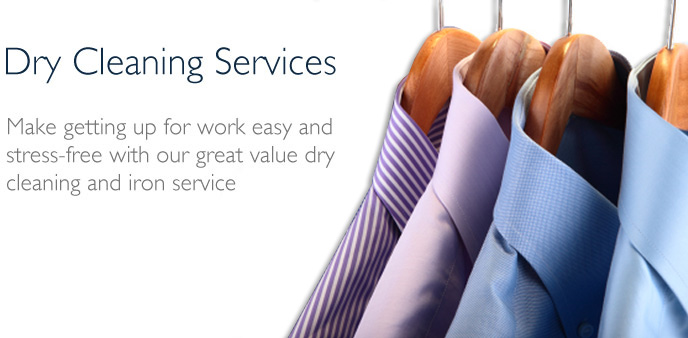 Dry Cleaning Services
Make getting up for work easy and
stress-free with our great value dry
cleaning and iron service